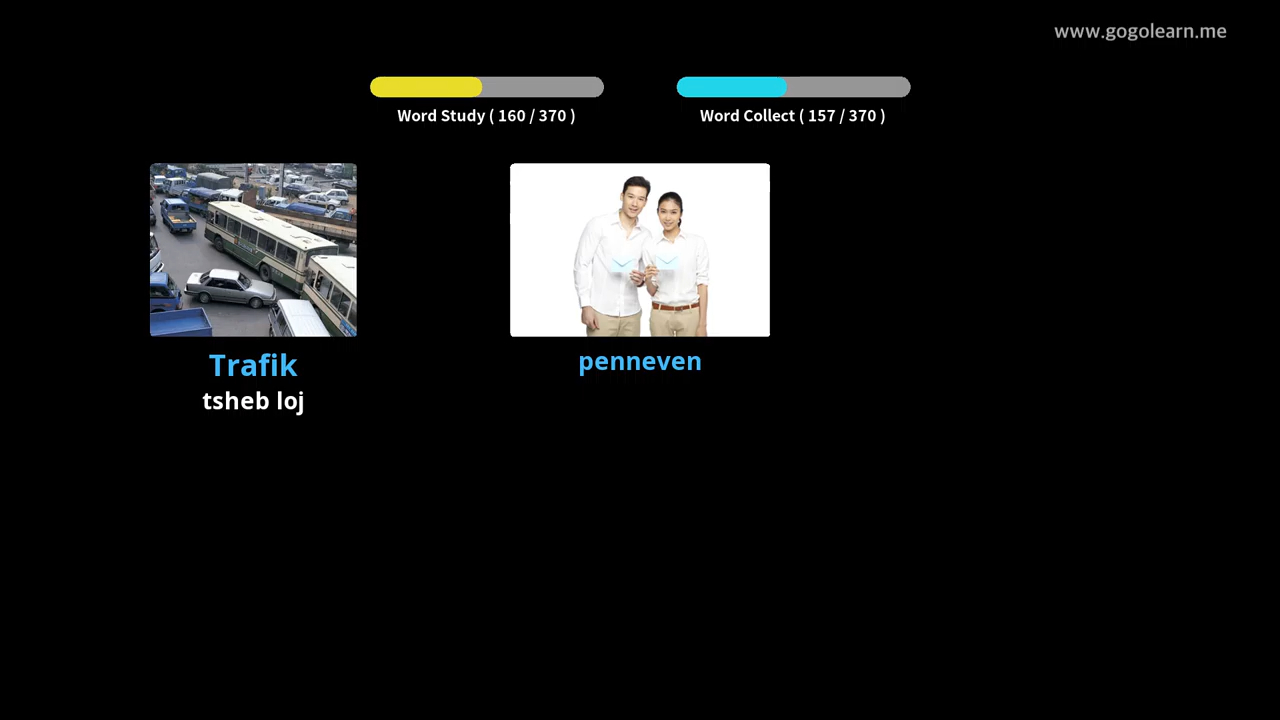 www.gogolearn.me
Word Study ( 160 / 370 )
Word Collect ( 157 / 370 )
Trafik
tsheb loj
penneven